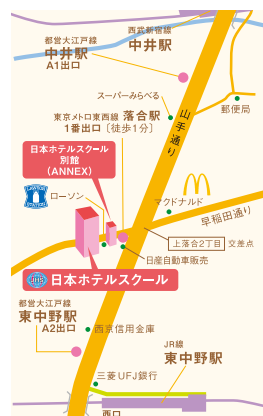 西武新宿線
中井駅
都営大江戸線
中井駅
A1出口
スーパーみらべる
郵便局
東京メトロ東西線 落合駅
1番出口〔徒歩1分〕
山手通り
日本ホテルスクール
別館
(ANNEX)
LAWSON
ローソン
マクドナルド
早稲田通り
上落合2丁目 交差点
日産自動車販売
JHS
日本ホテルスクール
都営大江戸線
東中野駅
A2出口
西京信用金庫
JR線
東中野駅
三菱UFJ銀行
西口